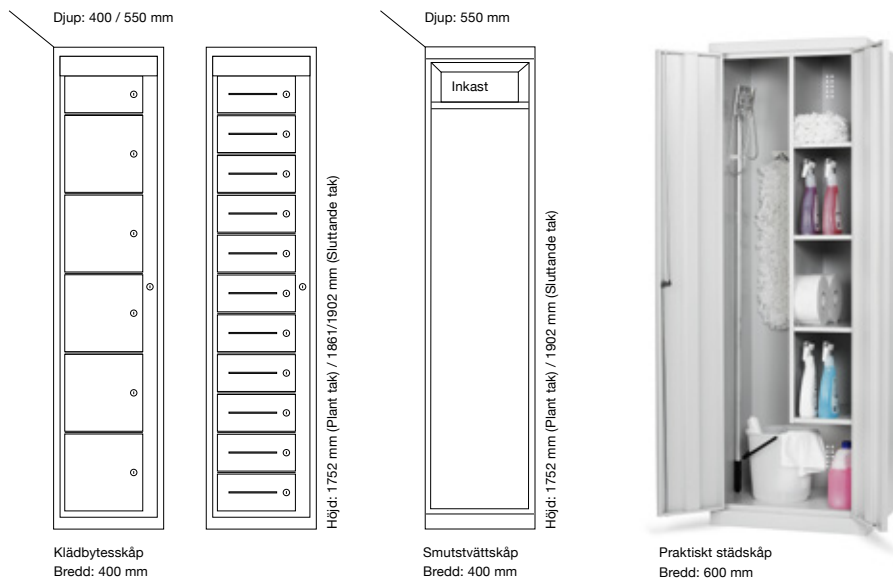 Djup: 400 / 550 mm
Höjd: 1752 mm (Plant tak) / 1861/1902 mm (Sluttande tak)
Klädbytesskåp
Bredd: 400 mm
Djup: 550 mm
Inkast
Höjd: 1752 mm (Plant tak) / 1902 mm (Sluttande tak)
Smutstvättskåp
Bredd: 400 mm
Praktiskt städskåp
Bredd: 600 mm